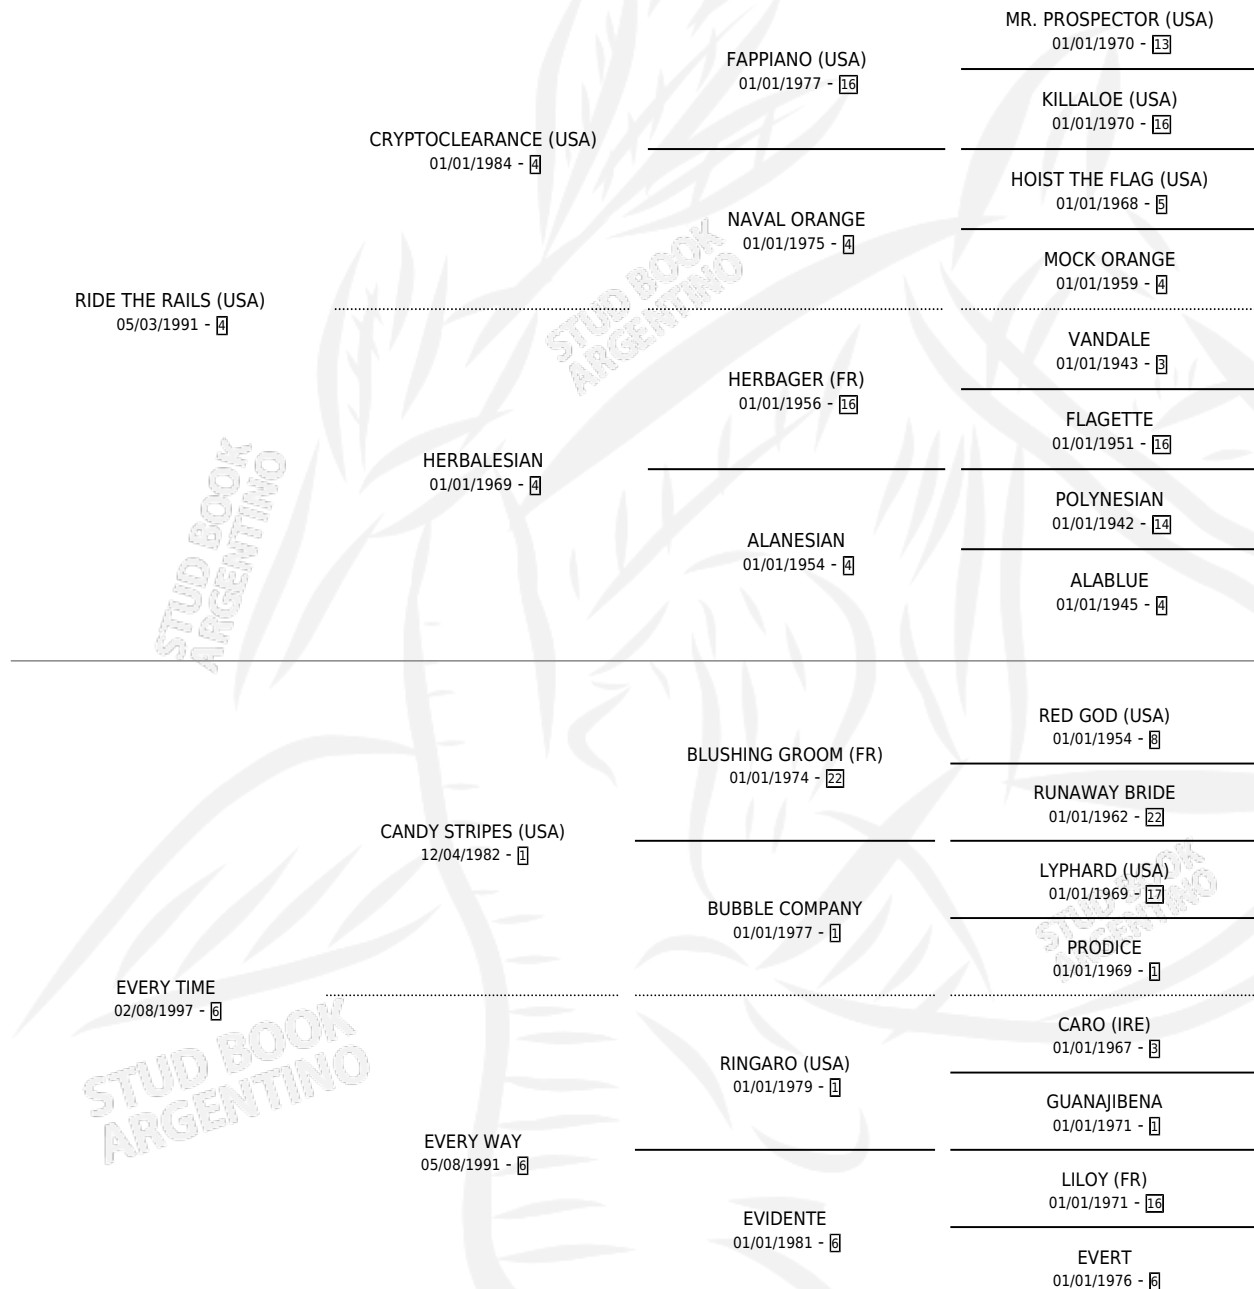 MR. PROSPECTOR (USA)
01/01/1970 - 13
FAPPIANO (USA)
01/01/1977 - 16
KILLALOE (USA)
01/01/1970 - 16
CRYPTOCLEARANCE (USA)
01/01/1984 - 4
HOIST THE FLAG (USA)
01/01/1968 - 5
NAVAL ORANGE
01/01/1975 - 4
MOCK ORANGE
01/01/1959 - 4
RIDE THE RAILS (USA)
05/03/1991 - 4
VANDALE
01/01/1943 - 3
HERBAGER (FR)
01/01/1956 - 16
FLAGETTE
01/01/1951 - 16
HERBALESIAN
01/01/1969 - 4
POLYNESIAN
01/01/1942 - 14
ALANESIAN
01/01/1954 - 4
ALABLUE
01/01/1945 - 4
RED GOD (USA)
01/01/1954 - 8
BLUSHING GROOM (FR)
01/01/1974 - 22
RUNAWAY BRIDE
01/01/1962 - 22
CANDY STRIPES (USA)
12/04/1982 - 1
LYPHARD (USA)
01/01/1969 - 17
BUBBLE COMPANY
01/01/1977 - 1
PRODICE
01/01/1969 - 1
EVERY TIME
02/08/1997 - 6
CARO (IRE)
01/01/1967 - 3
RINGARO (USA)
01/01/1979 - 1
GUANAJIBENA
01/01/1971 - 1
EVERY WAY
05/08/1991 - 6
LILOY (FR)
01/01/1971 - 16
EVIDENTE
01/01/1981 - 6
EVERT
01/01/1976 - 6
STUD BOOK
ARGENTINO
STUD BOOK
ARGENTINO
STUD BOOK
ARGENTINO
STUD BOOK
ARGENTINO